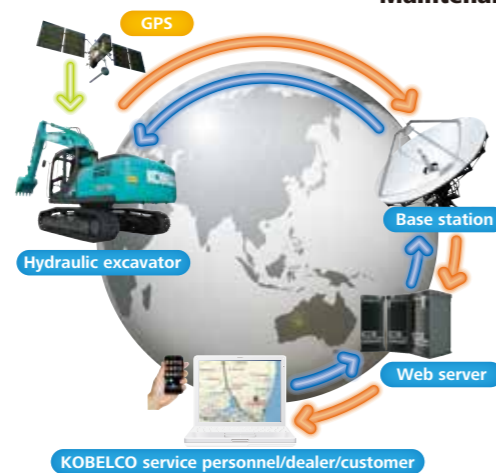 Maintenan
GPS
Hydraulic excavator
Base station
Web server
KOBELCO service personnel/dealer/customer